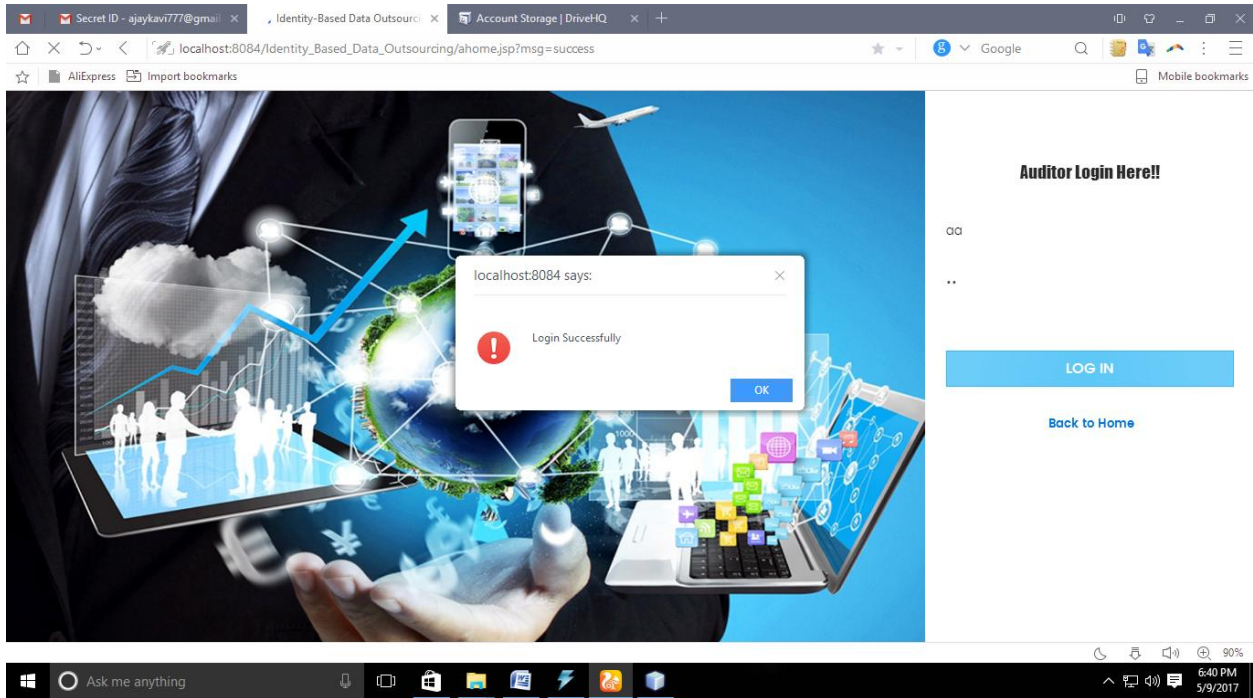 Secret ID - ajaykavi777@gmail
Identity-Based Data Outsourci
Account Storage | DriveHQ
localhost:8084/Identity_Based_Data_Outsourcing/ahome.jsp?msg=success
Google
AliExpress
Import bookmarks
Mobile bookmarks
Auditor Login Here!!
aa
••
LOG IN
Back to Home
localhost:8084 says:
Login Successfully
OK
90%
Ask me anything
6:40 PM
5/9/2017